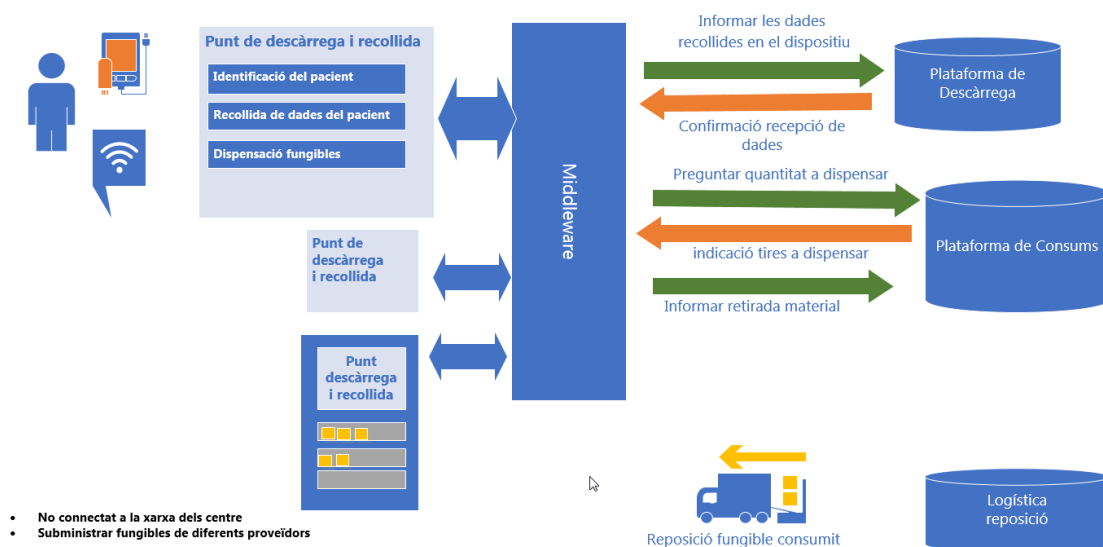 Punt de descàrrega i recollida
Identificació del pacient
Recollida de dades del pacient
Dispensació fungibles
Punt de
descàrrega
i recollida
Punt
descàrrega
i recollida
Middleware
Informar les dades
recollides en el dispositiu
Confirmació recepció de
dades
Plataforma de
Descàrrega
Preguntar quantitat a dispensar
indicació tires a dispensar
Informar retirada material
Plataforma de Consums
Reposició fungible consumit
Logística
reposició
• No connectat a la xarxa dels centre
• Subministrar fungibles de diferents proveïdors